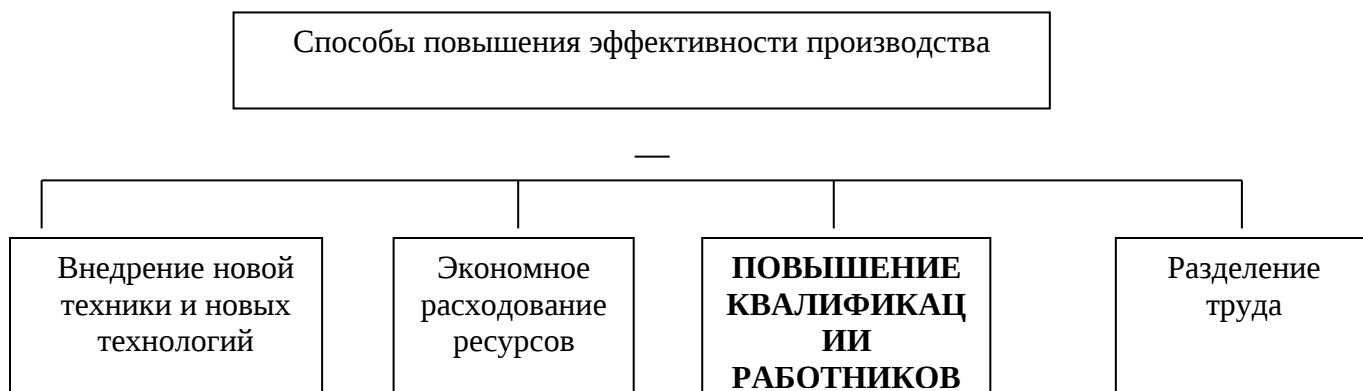 Способы повышения эффективности производства
Внедрение новой
техники и новых
технологий
Экономное
расходование
ресурсов
ПОВЫШЕНИЕ
КВАЛИФИКАЦ
ИИ
РАБОТНИКОВ
Разделение
труда